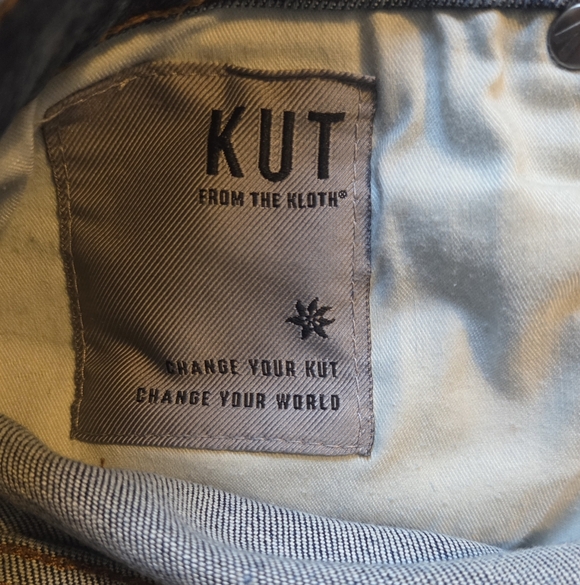 KUT
FROM THE KLOTH®
CHANGE YOUR KUT
CHANGE YOUR WORLD